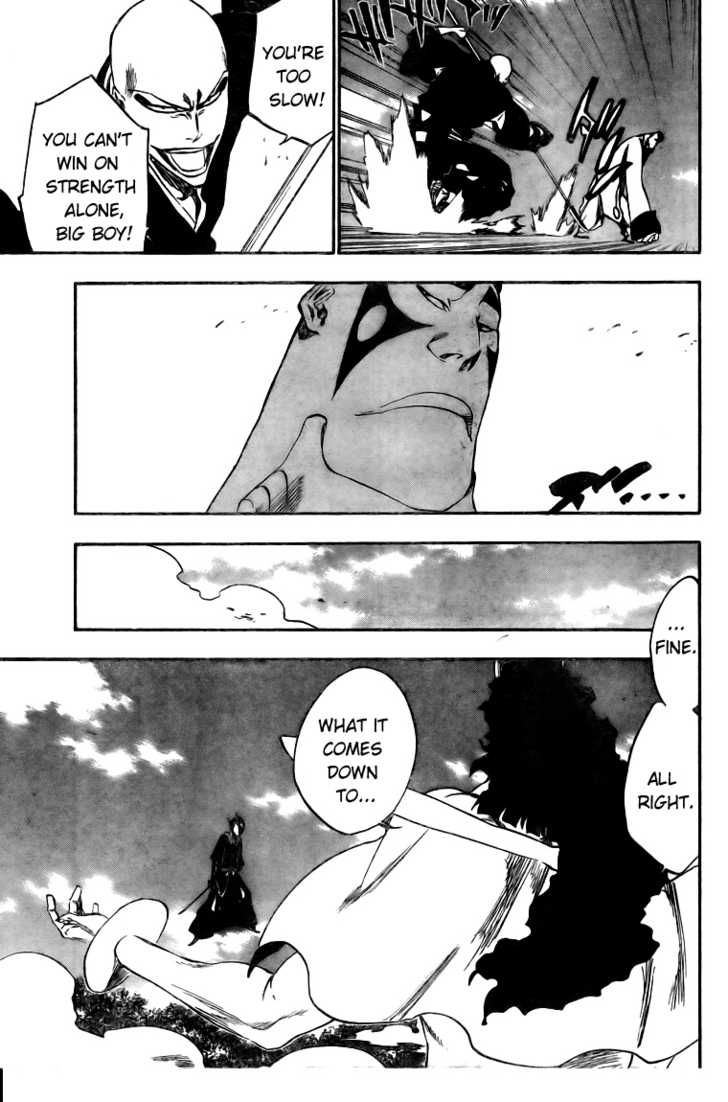 YOU'RE
TOO
SLOW!
YOU CAN'T
WIN ON
STRENGTH
ALONE,
BIG BOY!
...
FINE.
ALL
RIGHT.
WHAT IT
COMES
DOWN
TO...